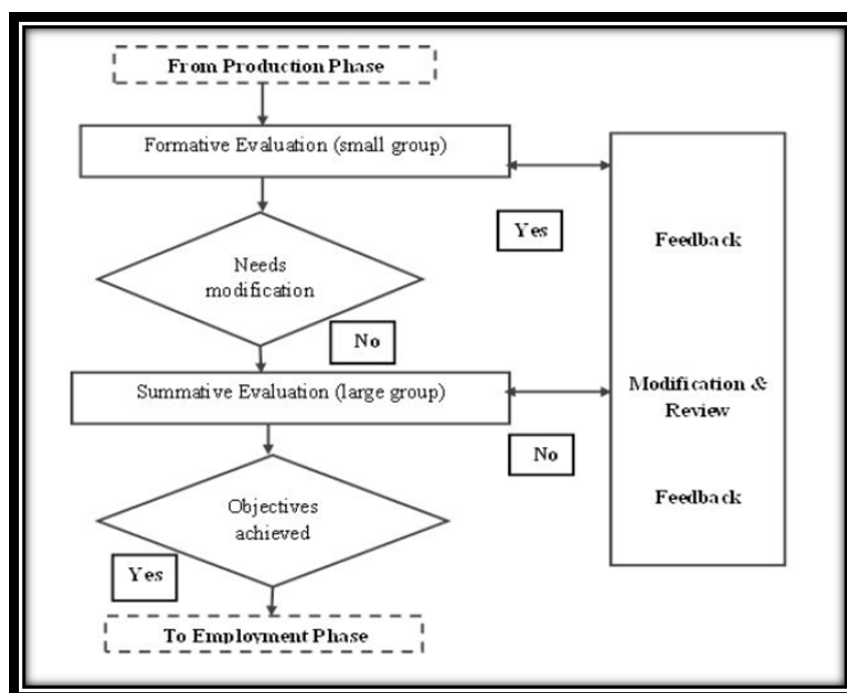 From Production Phase
Formative Evaluation (small group)
Yes
Feedback
Needs
modification
No
Summative Evaluation (large group)
Modification &
Review
No
Feedback
Objectives
achieved
Yes
To Employment Phase